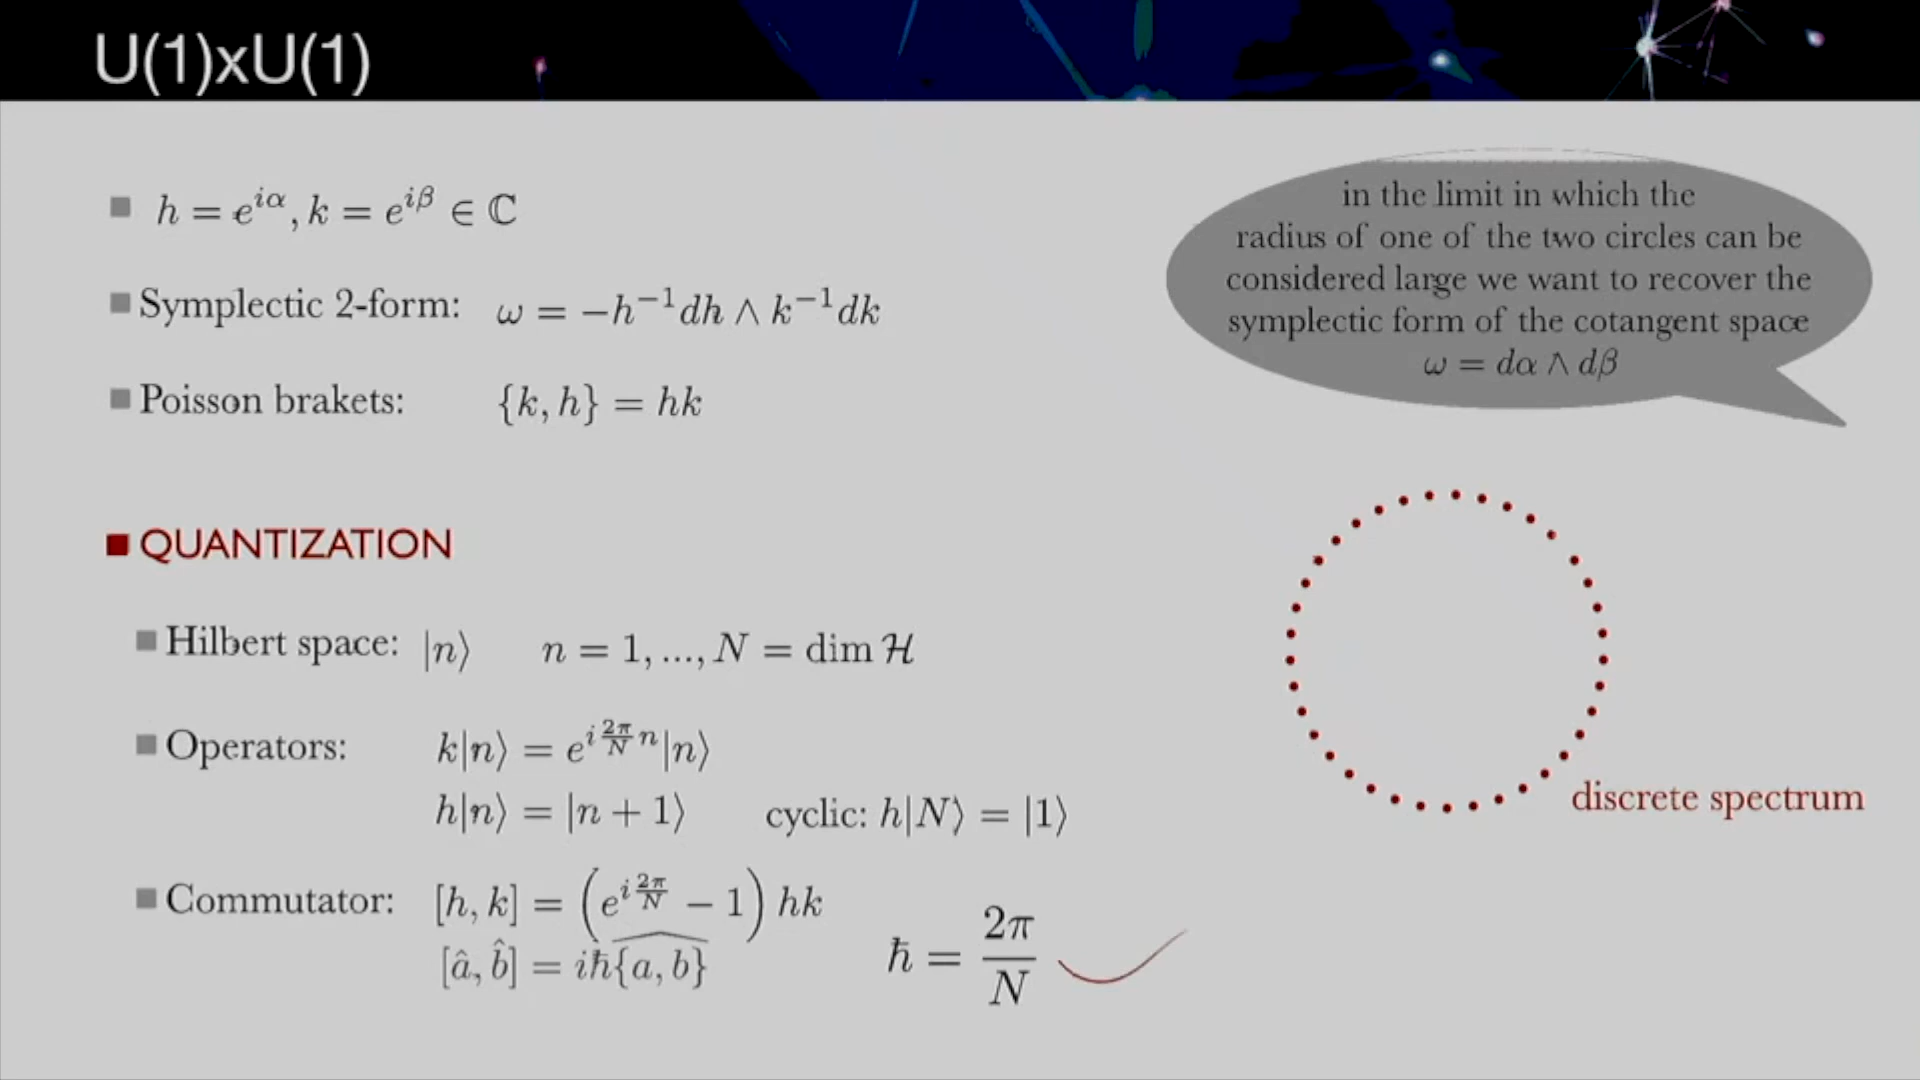 U(1)xU(1)
h = e^{iα}, k = e^{iβ} ∈ ℂ
Symplectic 2-form: ω = −h^{−1}dh ∧ k^{−1}dk
Poisson brakets: {k, h} = hk
in the limit in which the
radius of one of the two circles can be
considered large we want to recover the
symplectic form of the cotangent space
ω = dα ∧ dβ
QUANTIZATION
Hilbert space: |n⟩ n = 1, ..., N = dim ℋ
Operators: k|n⟩ = e^{i\frac{2π}{N}n}|n⟩
h|n⟩ = |n + 1⟩ cyclic: h|N⟩ = |1⟩
discrete spectrum
Commutator: [h, k] = (e^{i\frac{2π}{N}} − 1) hk
[â, b̂] = iħ\widehat{{a, b}}
ħ = \frac{2π}{N}